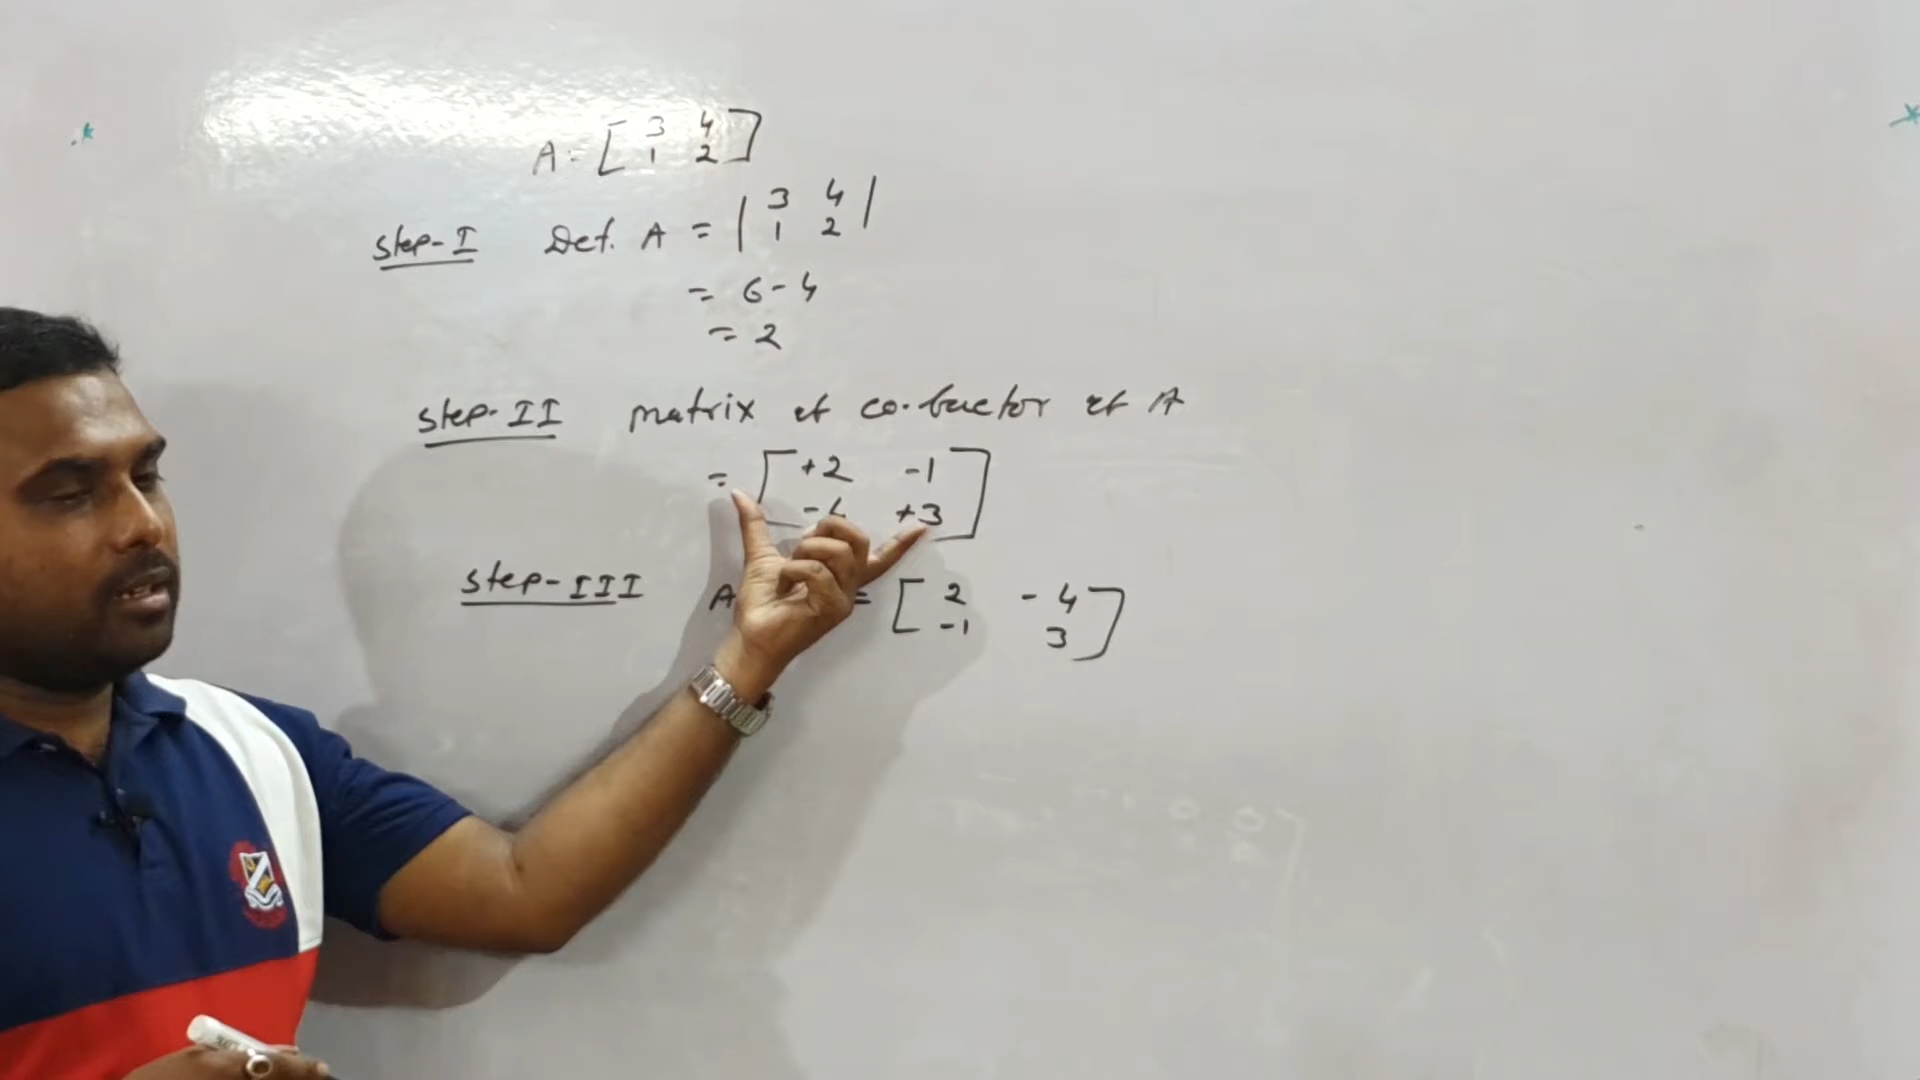 A = [ 3 4
1 2 ]
Step-I Det. A = | 3 4
1 2 |
= 6 - 4
= 2
Step-II matrix of co-factor of A
= [ +2 -1
-4 +3 ]
Step-III A = [ 2 -4
-1 3 ]